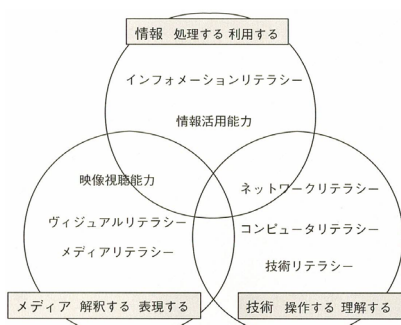 情報 処理する 利用する
インフォメーションリテラシー
情報活用能力
映像視聴能力
ヴィジュアルリテラシー
メディアリテラシー
ネットワークリテラシー
コンピュータリテラシー
技術リテラシー
メディア 解釈する 表現する
技術 操作する 理解する